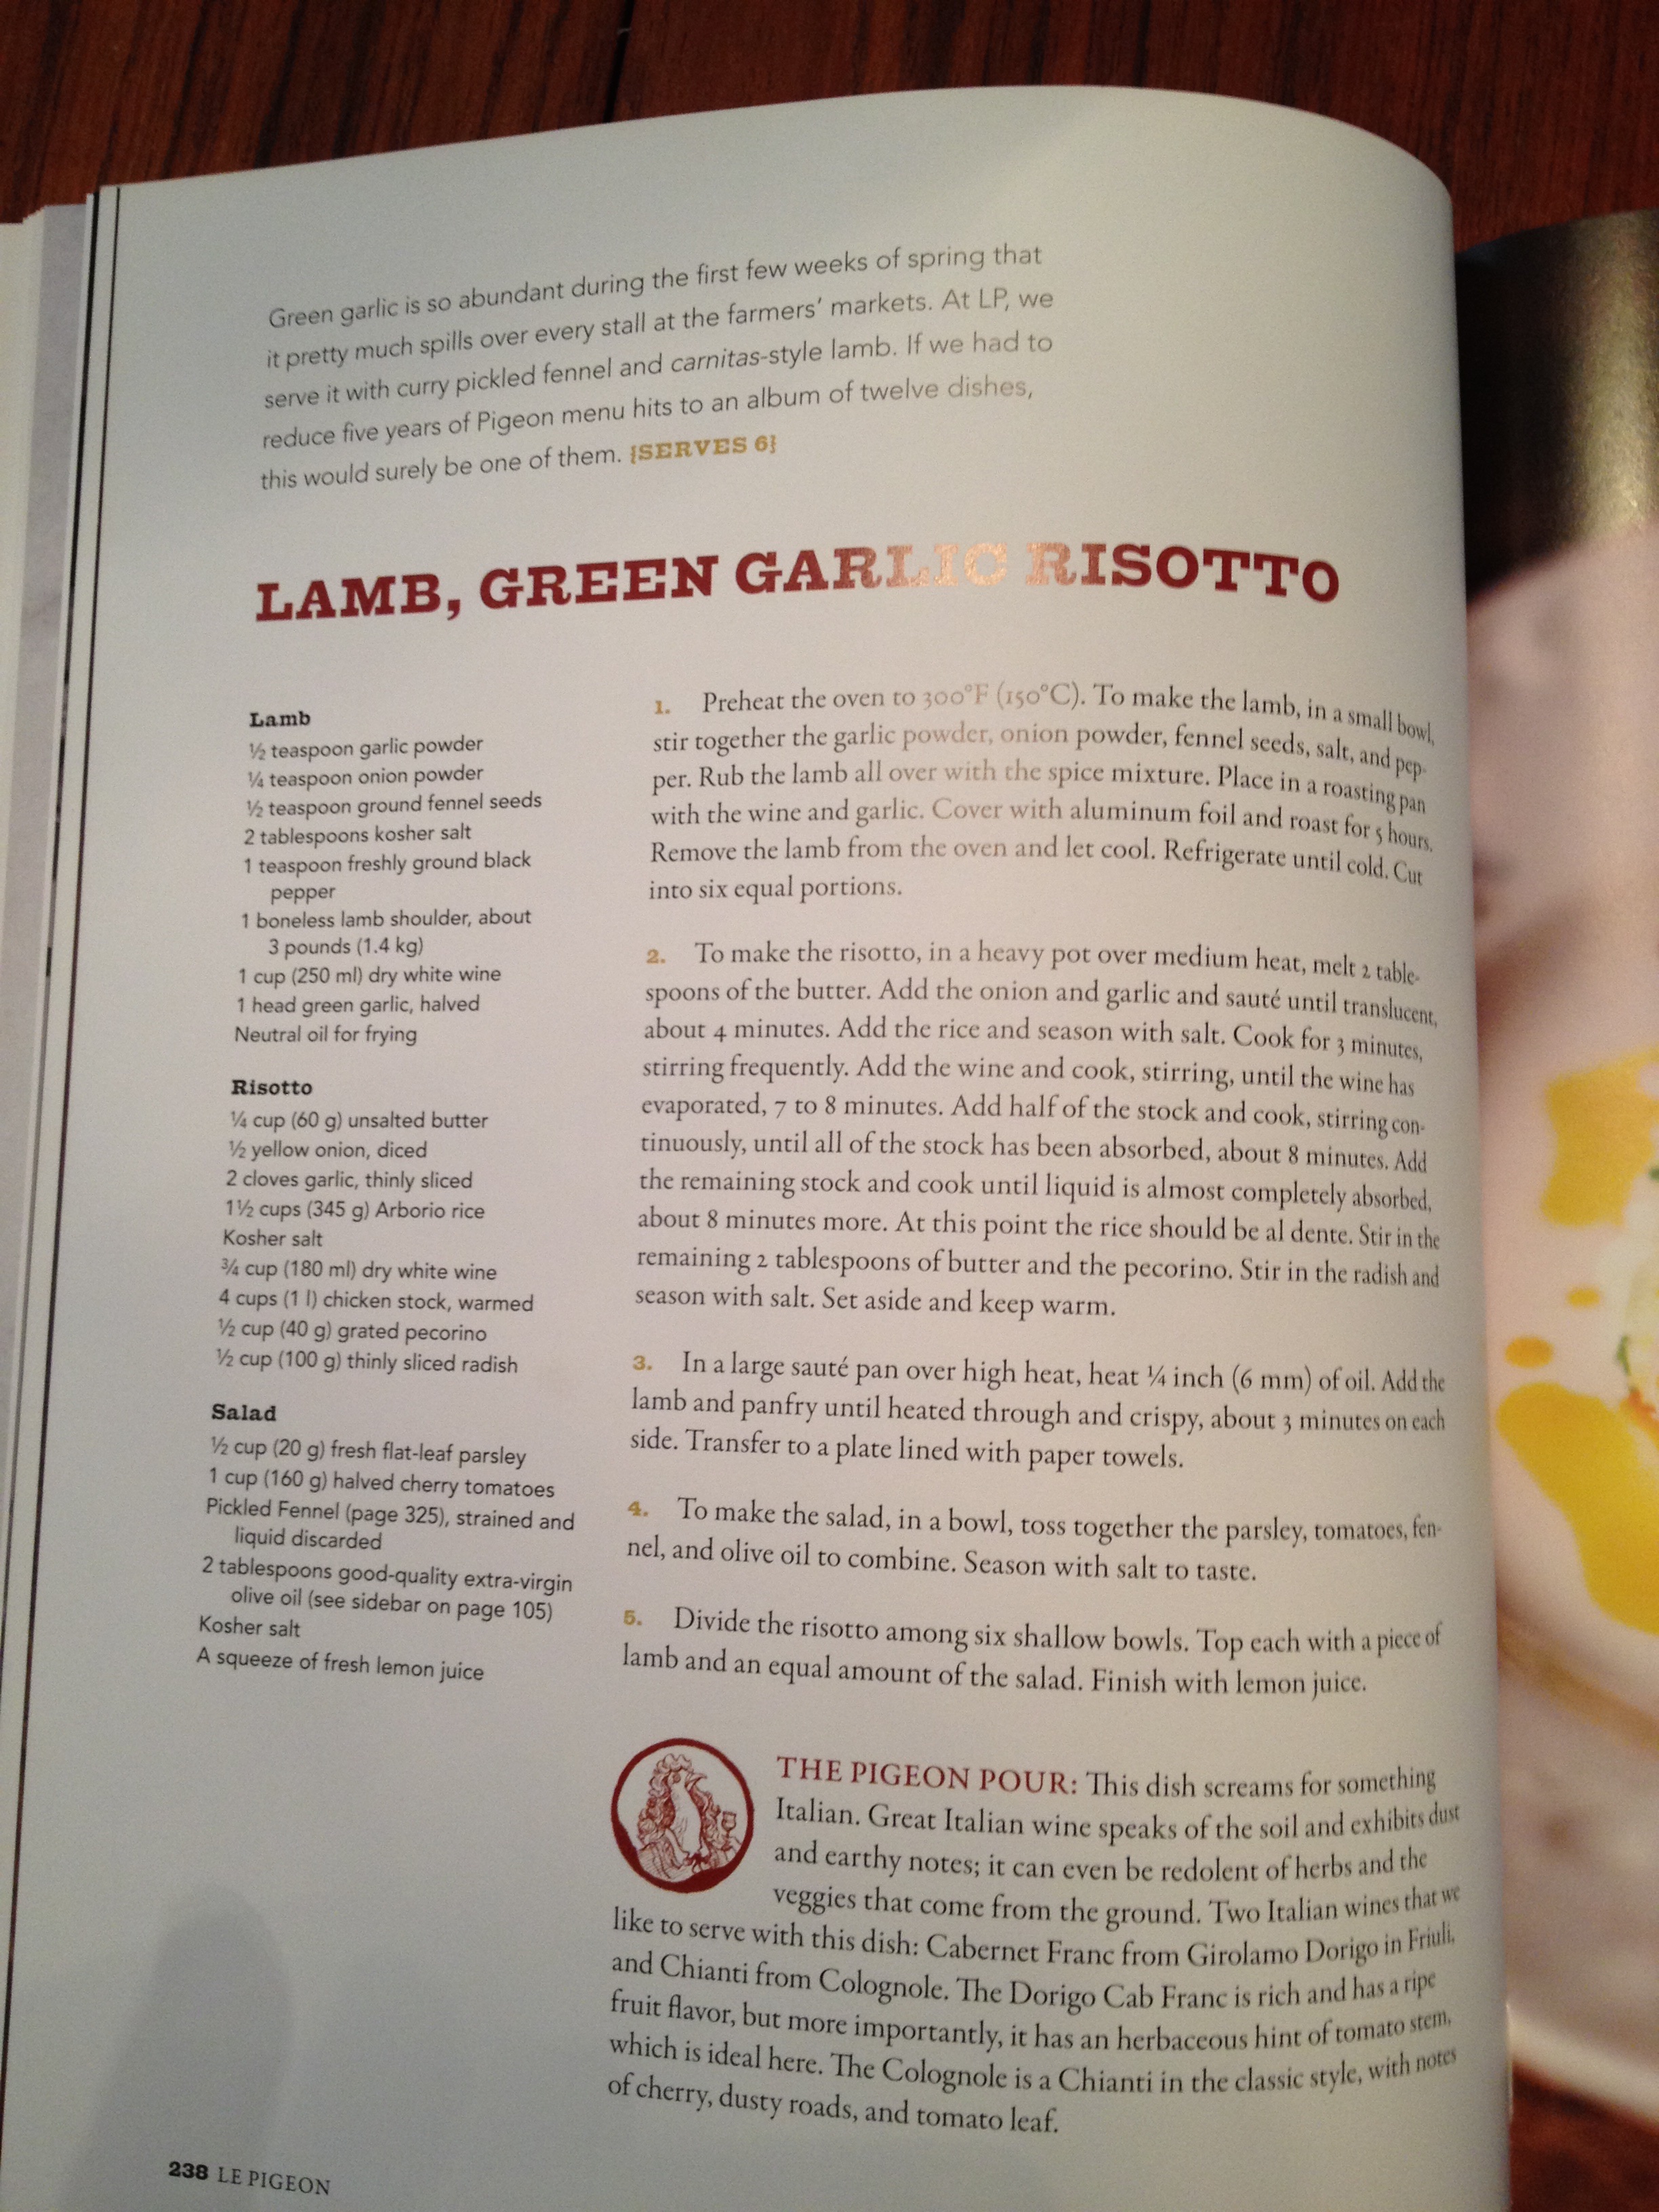 Green garlic is so abundant during the first few weeks of spring that
it pretty much spills over every stall at the farmers' markets. At LP, we
serve it with curry pickled fennel and carnitas-style lamb. If we had to
reduce five years of Pigeon menu hits to an album of twelve dishes,
this would surely be one of them. {SERVES 6}
LAMB, GREEN GARLIC RISOTTO
Lamb
½ teaspoon garlic powder
¼ teaspoon onion powder
½ teaspoon ground fennel seeds
2 tablespoons kosher salt
1 teaspoon freshly ground black
pepper
1 boneless lamb shoulder, about
3 pounds (1.4 kg)
1 cup (250 ml) dry white wine
1 head green garlic, halved
Neutral oil for frying
Risotto
¼ cup (60 g) unsalted butter
½ yellow onion, diced
2 cloves garlic, thinly sliced
1½ cups (345 g) Arborio rice
Kosher salt
¾ cup (180 ml) dry white wine
4 cups (1 l) chicken stock, warmed
½ cup (40 g) grated pecorino
½ cup (100 g) thinly sliced radish
Salad
½ cup (20 g) fresh flat-leaf parsley
1 cup (160 g) halved cherry tomatoes
Pickled Fennel (page 325), strained and
liquid discarded
2 tablespoons good-quality extra-virgin
olive oil (see sidebar on page 105)
Kosher salt
A squeeze of fresh lemon juice
1. Preheat the oven to 300°F (150°C). To make the lamb, in a small bowl,
stir together the garlic powder, onion powder, fennel seeds, salt, and pep-
per. Rub the lamb all over with the spice mixture. Place in a roasting pan
with the wine and garlic. Cover with aluminum foil and roast for 5 hours.
Remove the lamb from the oven and let cool. Refrigerate until cold. Cut
into six equal portions.
2. To make the risotto, in a heavy pot over medium heat, melt 2 table-
spoons of the butter. Add the onion and garlic and sauté until translucent,
about 4 minutes. Add the rice and season with salt. Cook for 3 minutes,
stirring frequently. Add the wine and cook, stirring, until the wine has
evaporated, 7 to 8 minutes. Add half of the stock and cook, stirring con-
tinuously, until all of the stock has been absorbed, about 8 minutes. Add
the remaining stock and cook until liquid is almost completely absorbed,
about 8 minutes more. At this point the rice should be al dente. Stir in the
remaining 2 tablespoons of butter and the pecorino. Stir in the radish and
season with salt. Set aside and keep warm.
3. In a large sauté pan over high heat, heat ¼ inch (6 mm) of oil. Add the
lamb and panfry until heated through and crispy, about 3 minutes on each
side. Transfer to a plate lined with paper towels.
4. To make the salad, in a bowl, toss together the parsley, tomatoes, fen-
nel, and olive oil to combine. Season with salt to taste.
5. Divide the risotto among six shallow bowls. Top each with a piece of
lamb and an equal amount of the salad. Finish with lemon juice.
THE PIGEON POUR: This dish screams for something
Italian. Great Italian wine speaks of the soil and exhibits dust
and earthy notes; it can even be redolent of herbs and the
veggies that come from the ground. Two Italian wines that we
like to serve with this dish: Cabernet Franc from Girolamo Dorigo in Friuli,
and Chianti from Colognole. The Dorigo Cab Franc is rich and has a ripe
fruit flavor, but more importantly, it has an herbaceous hint of tomato stem,
which is ideal here. The Colognole is a Chianti in the classic style, with notes
of cherry, dusty roads, and tomato leaf.
238 LE PIGEON